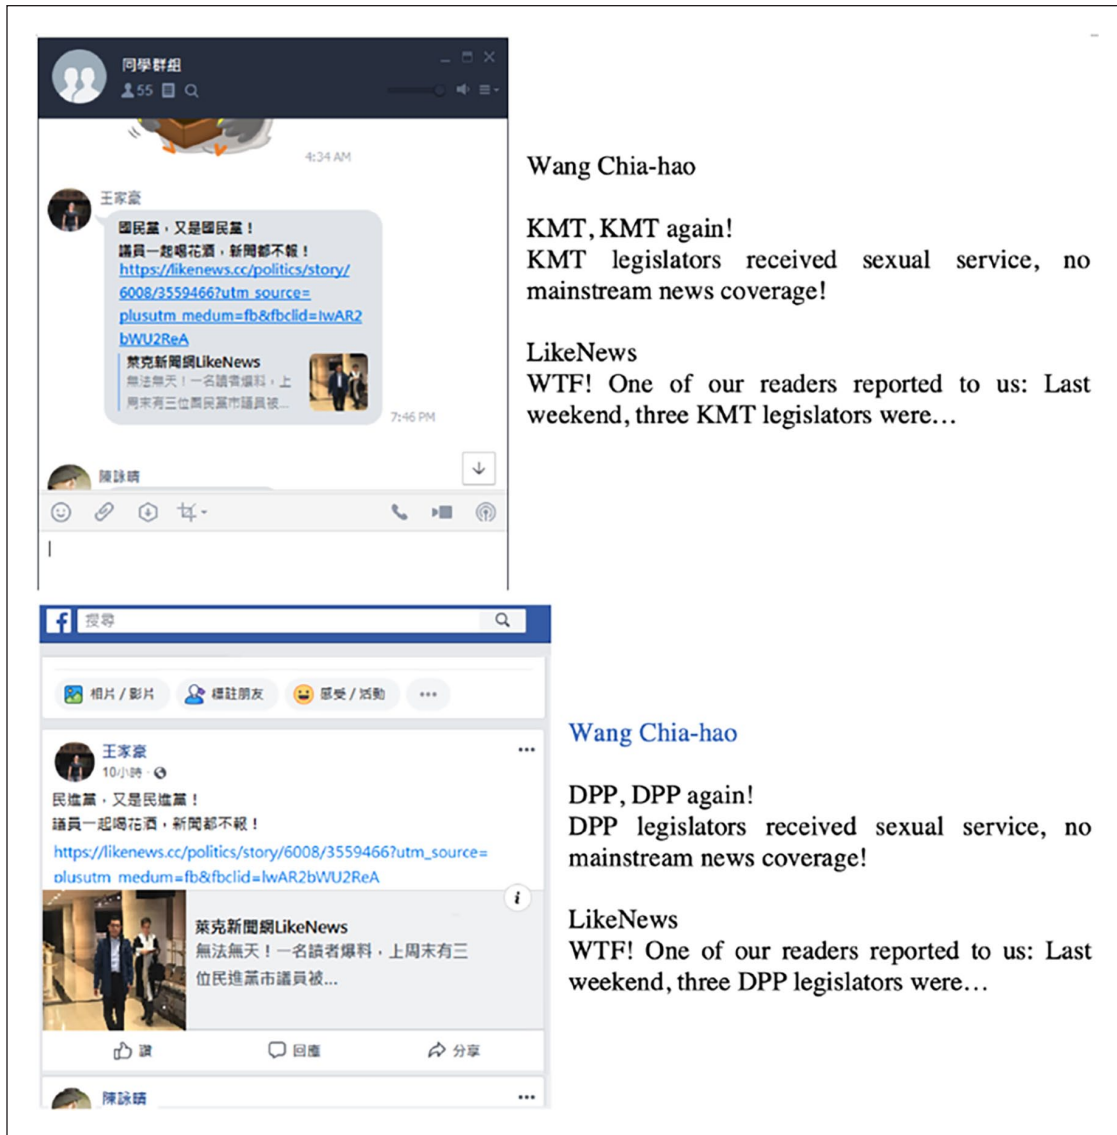 同學群組
55
4:34 AM
王家豪
國民黨，又是國民黨！
議員一起喝花酒，新聞都不報！
https://likenews.cc/politics/story/
6008/3559466?utm_source=
plusutm_medum=fb&fbclid=IwAR2
bWU2ReA
萊克新聞網LikeNews
無法無天！一名讀者爆料，上
周末有三位國民黨市議員被...
7:46 PM
陳詠晴
Wang Chia-hao
KMT, KMT again!
KMT legislators received sexual service, no
mainstream news coverage!
LikeNews
WTF! One of our readers reported to us: Last
weekend, three KMT legislators were…
f 搜尋
相片 / 影片 標註朋友 感受 / 活動
王家豪
10小時
民進黨，又是民進黨！
議員一起喝花酒，新聞都不報！
https://likenews.cc/politics/story/6008/3559466?utm_source=
plusutm_medum=fb&fbclid=IwAR2bWU2ReA
i
萊克新聞網LikeNews
無法無天！一名讀者爆料，上周末有三
位民進黨市議員被...
讚 回應 分享
陳詠晴
Wang Chia-hao
DPP, DPP again!
DPP legislators received sexual service, no
mainstream news coverage!
LikeNews
WTF! One of our readers reported to us: Last
weekend, three DPP legislators were…